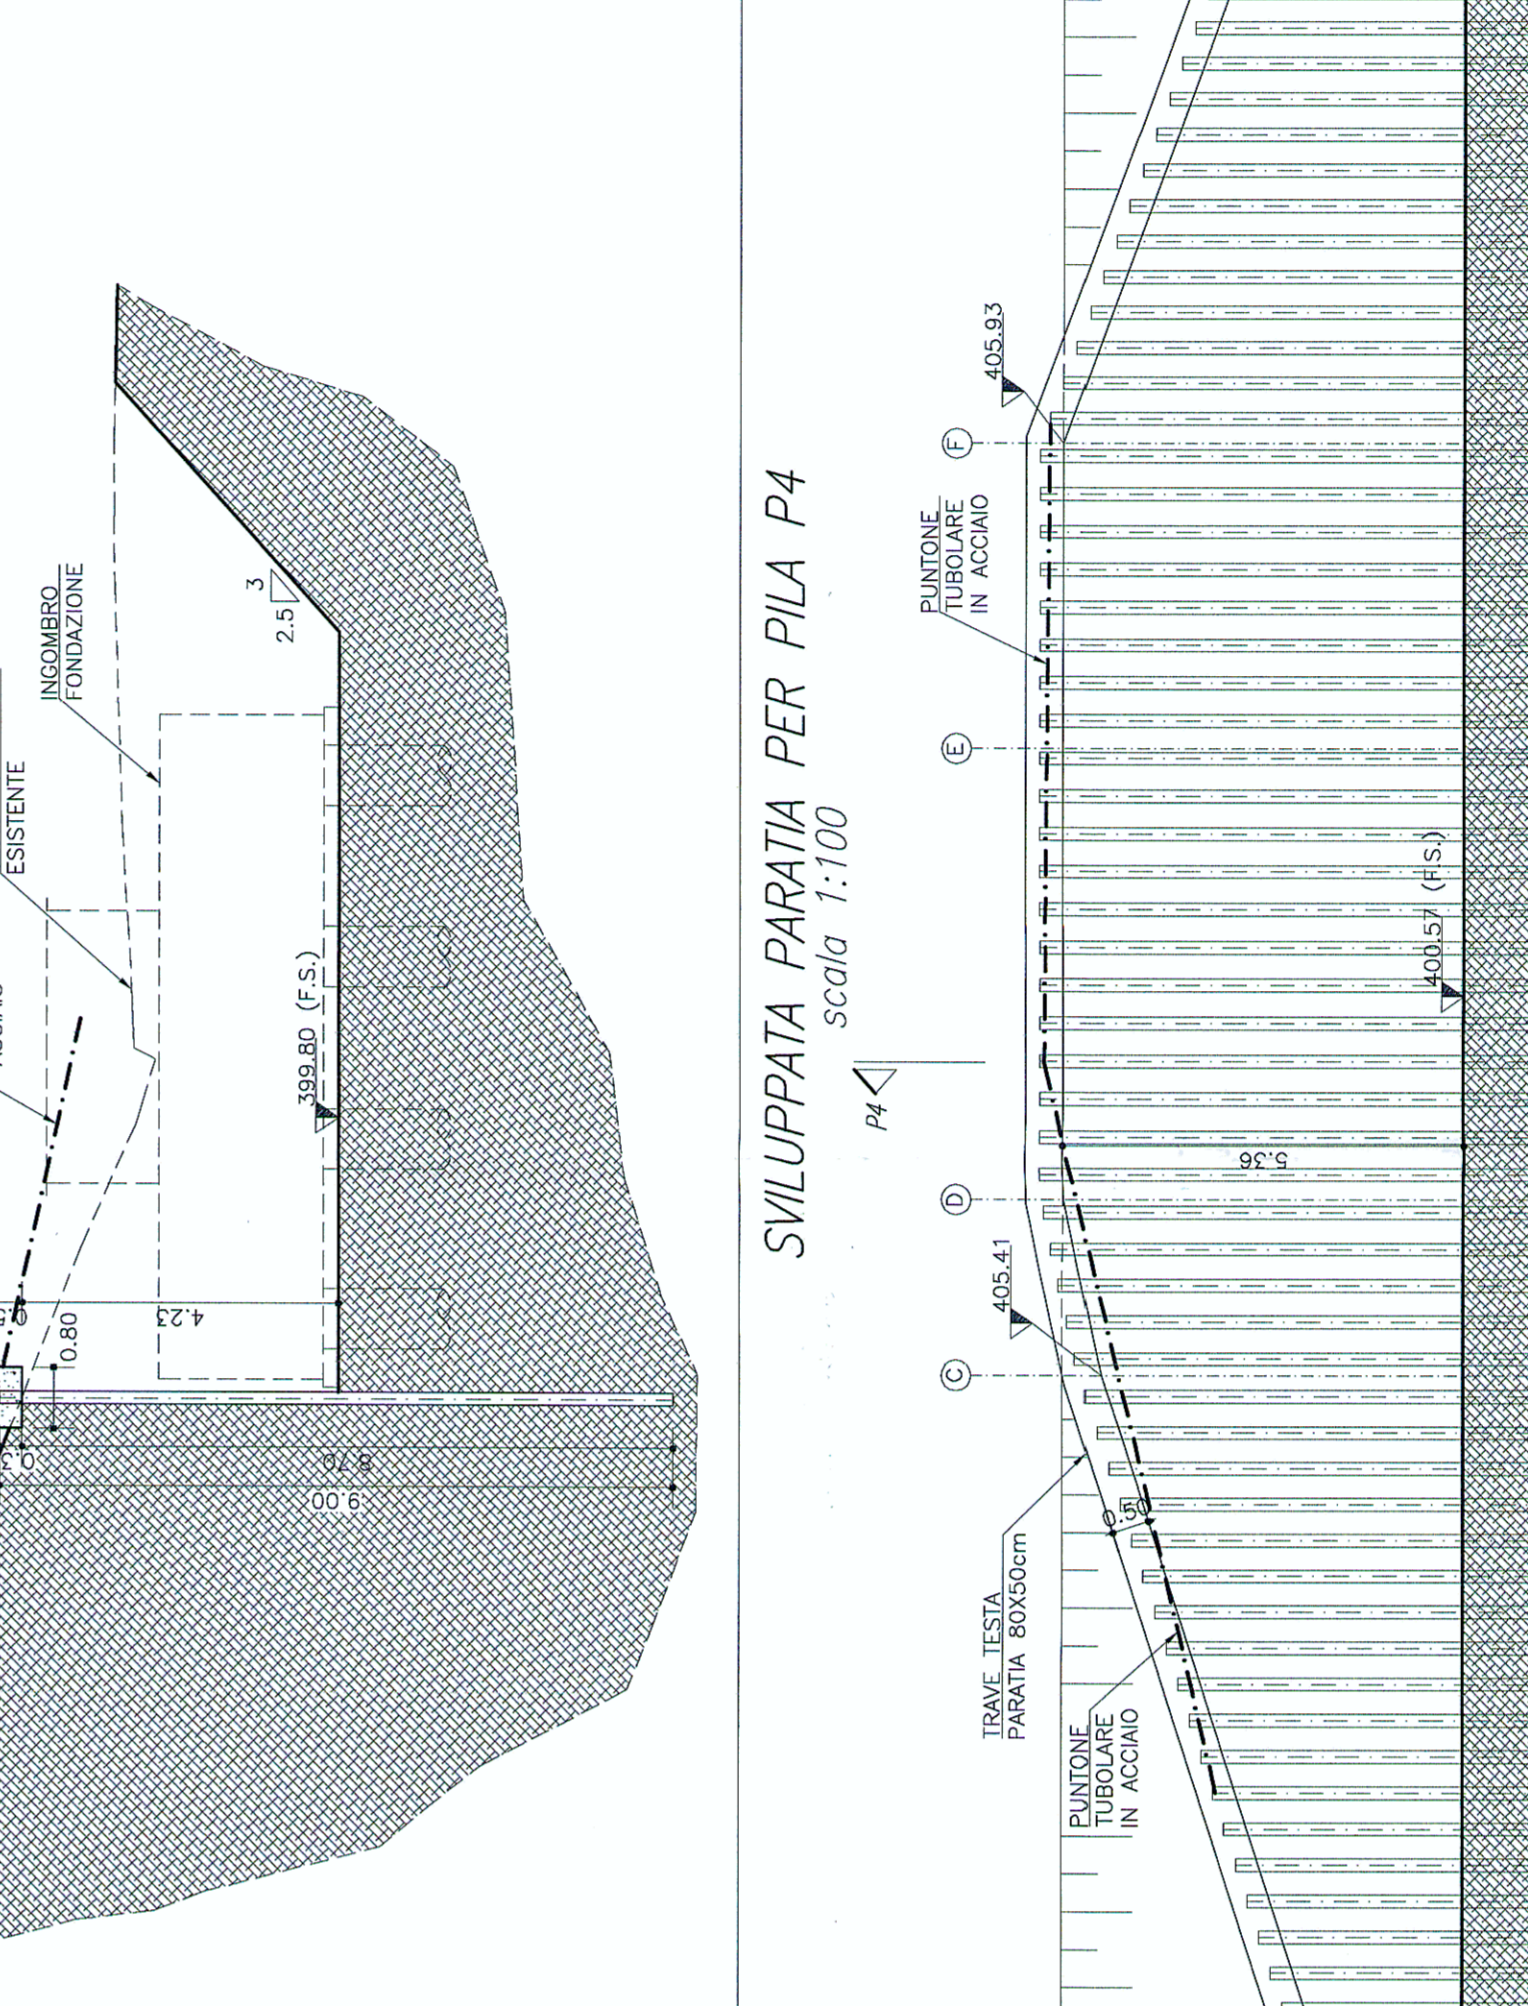 ESISTENTE
INGOMBRO
FONDAZIONE
3
2.5
399.80 (F.S.)
4.23
0.80
8.70
9.00
SVILUPPATA PARATIA PER PILA P4
scala 1:100
P4
405.93
F
PUNTONE
TUBOLARE
IN ACCIAIO
E
D
405.41
C
5.36
400.57 (F.S.)
0.50
TRAVE TESTA
PARATIA 80X50cm
PUNTONE
TUBOLARE
IN ACCIAIO